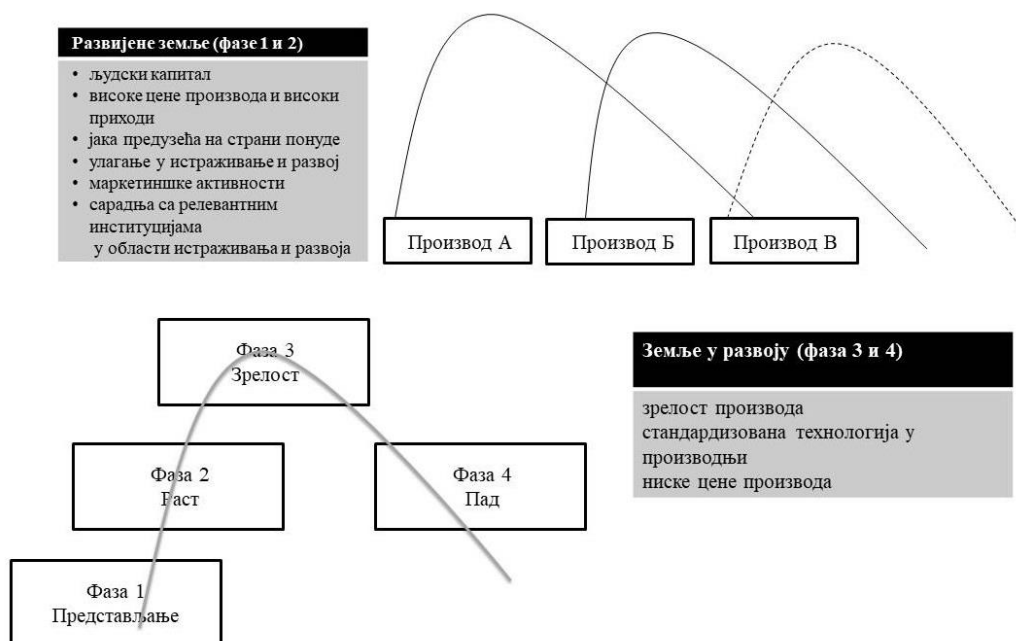 Развијене земље (фазе 1 и 2)
• људски капитал
• високе цене производа и високи
приходи
• јака предузећа на страни понуде
• улагање у истраживање и развој
• маркетиншке активности
• сарадња са релевантним
институцијама
у области истраживања и развоја
Производ А
Производ Б
Производ В
Фаза 3
Зрелост
Фаза 2
Раст
Фаза 4
Пад
Фаза 1
Представљање
Земље у развоју (фаза 3 и 4)
зрелост производа
стандардизована технологија у
производњи
ниске цене производа